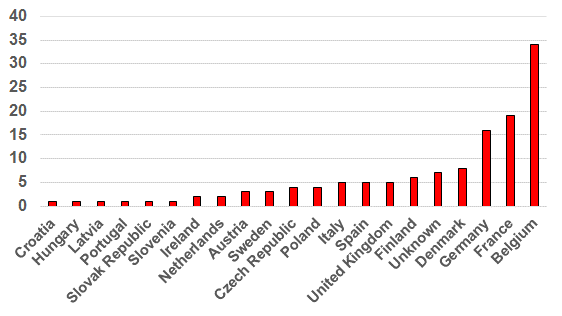 40
35
30
25
20
15
10
5
0
Croatia
Hungary
Latvia
Portugal
Slovak Republic
Slovenia
Ireland
Netherlands
Austria
Sweden
Czech Republic
Poland
Italy
Spain
United Kingdom
Finland
Unknown
Denmark
Germany
France
Belgium